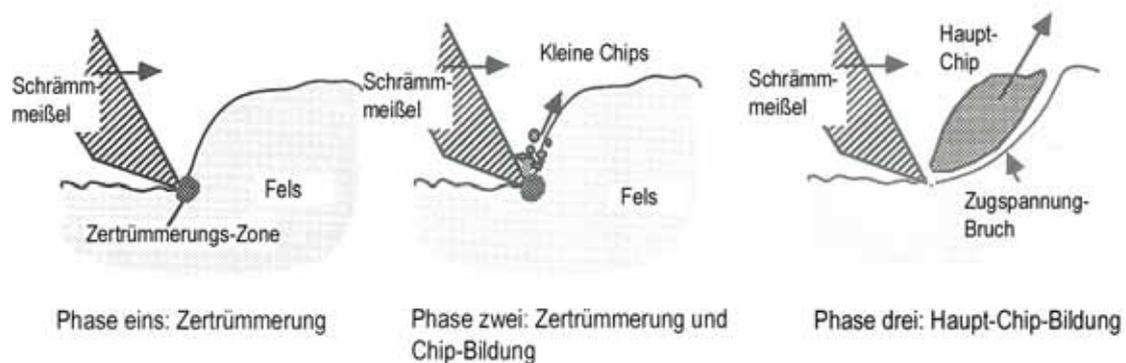 Schrämm-
meißel
Fels
Zertrümmerungs-Zone
Phase eins: Zertrümmerung
Kleine Chips
Schrämm-
meißel
Fels
Phase zwei: Zertrümmerung und
Chip-Bildung
Haupt-
Chip
Schrämm-
meißel
Zugspannung-
Bruch
Phase drei: Haupt-Chip-Bildung